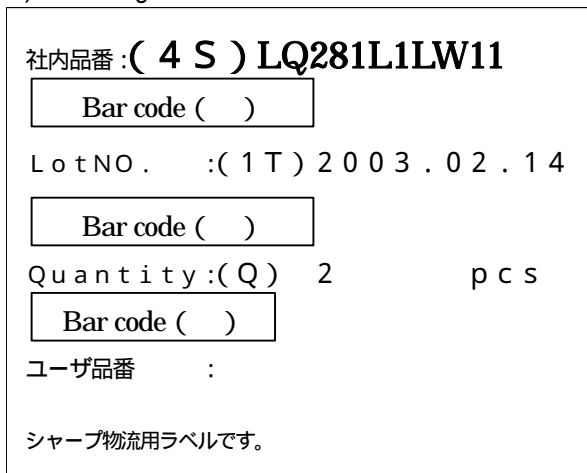 社内品番:(４Ｓ)LQ281L1LW11
Bar code (　)
LotNO.　:(1T)2003.02.14
Bar code (　)
Quantity:(Q)　2　pcs
Bar code (　)
ユーザ品番　:
シャープ物流用ラベルです。